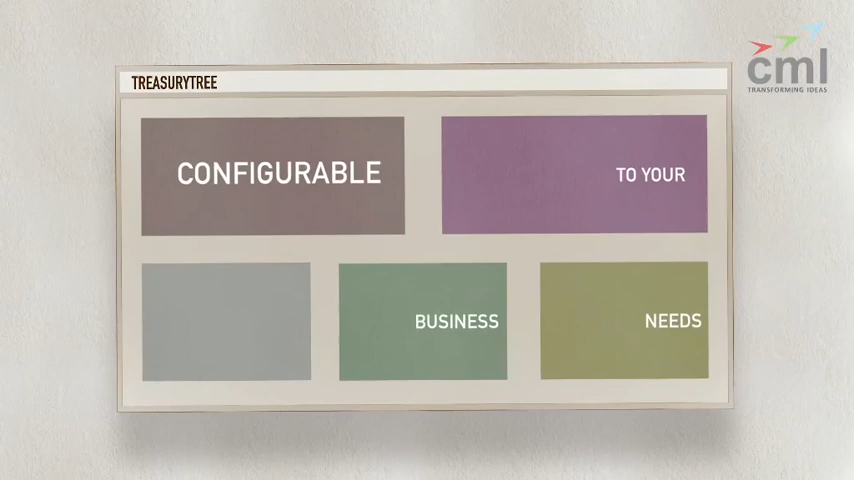 cml
TRANSFORMING IDEAS
TREASURYTREE
CONFIGURABLE
TO YOUR
BUSINESS
NEEDS